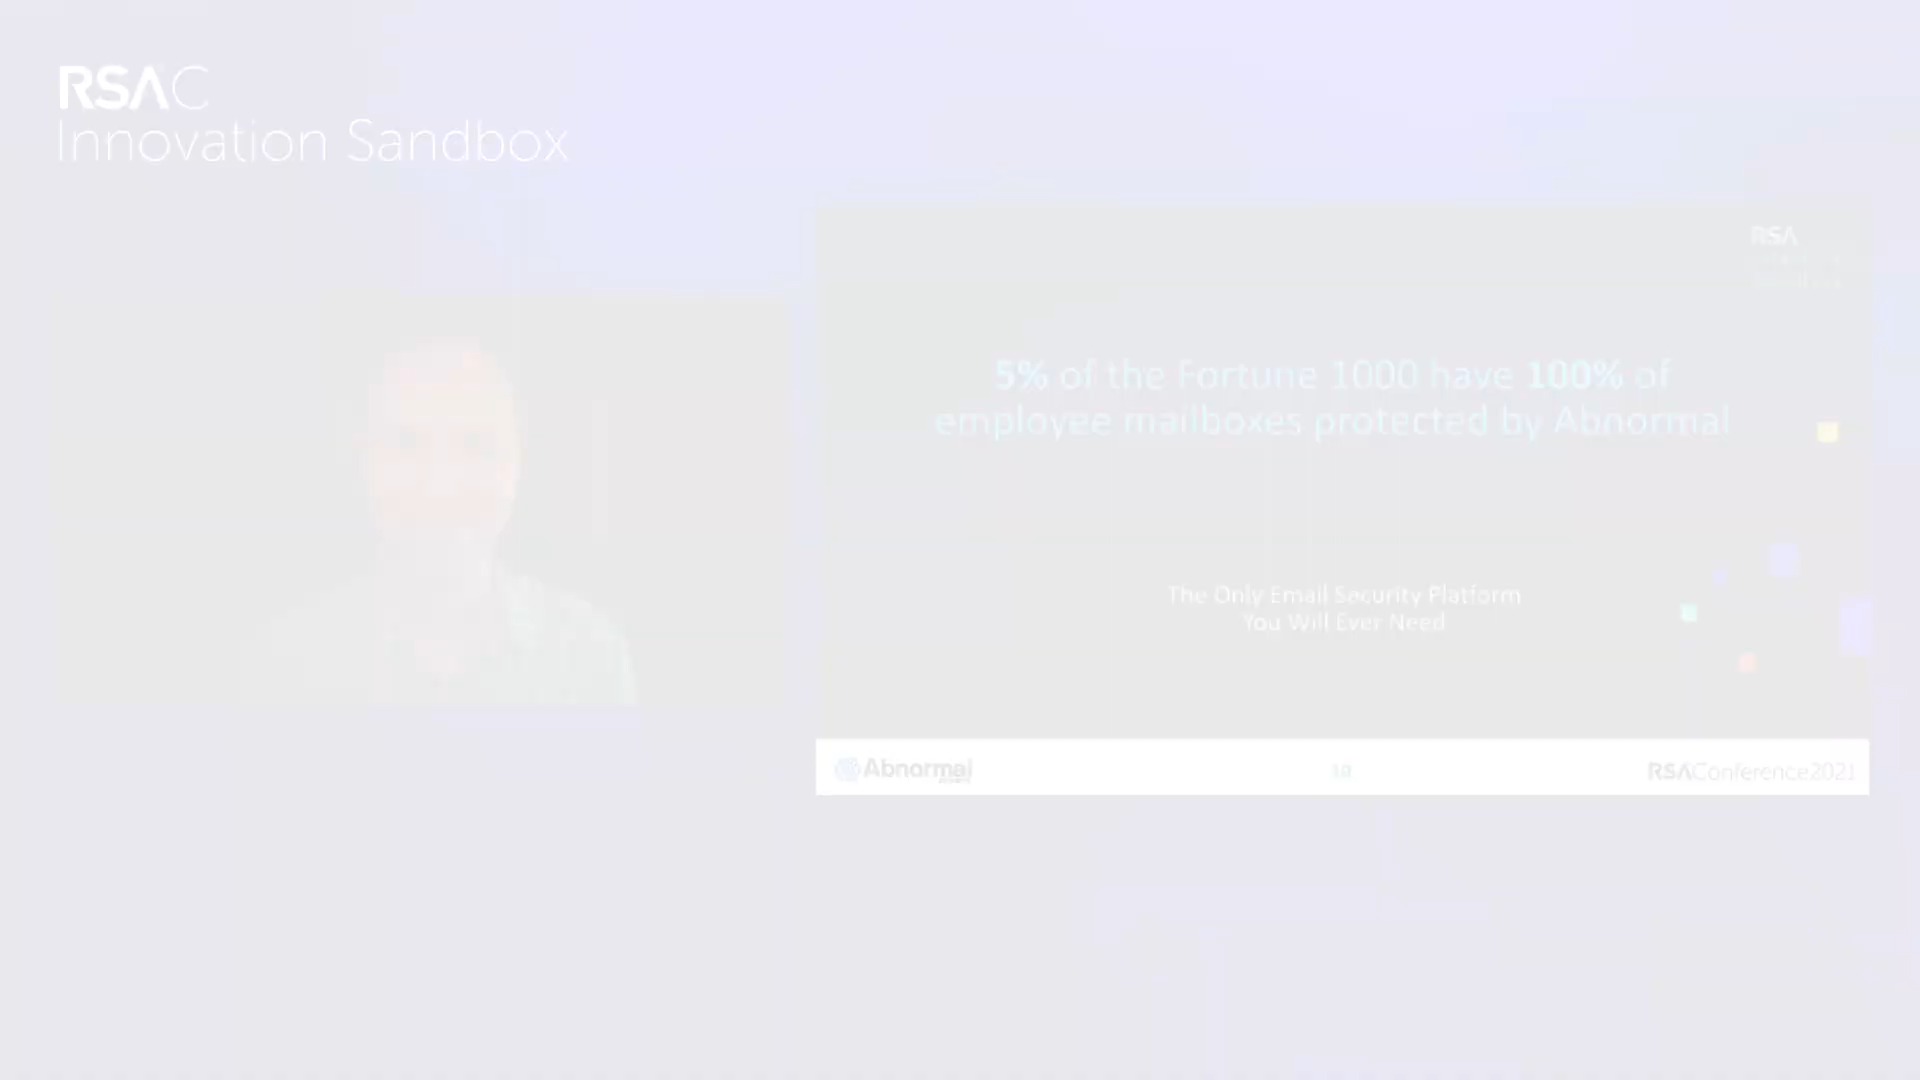 RSAC
Innovation Sandbox
RSA
5% of the Fortune 1000 have 100% of
employee mailboxes protected by Abnormal
The Only Email Security Platform
You Will Ever Need
Abnormal
10
RSAConference2021